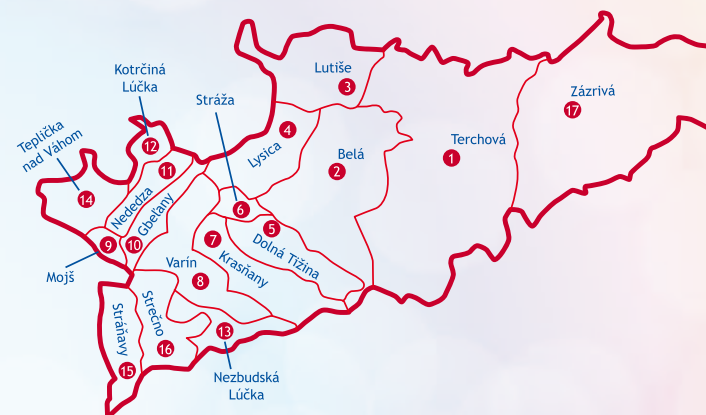 Lutiše
3
Zázrivá
17
Kotrčiná
Lúčka
12
Stráža
4
Lysica
Terchová
1
Belá
2
Teplička
nad Váhom
14
11
Nededza
Gbeľany
6
5
Dolná Tižina
9
10
Mojš
7
Krasňany
Varín
8
Stráňavy
15
Strečno
16
13
Nezbudská
Lúčka